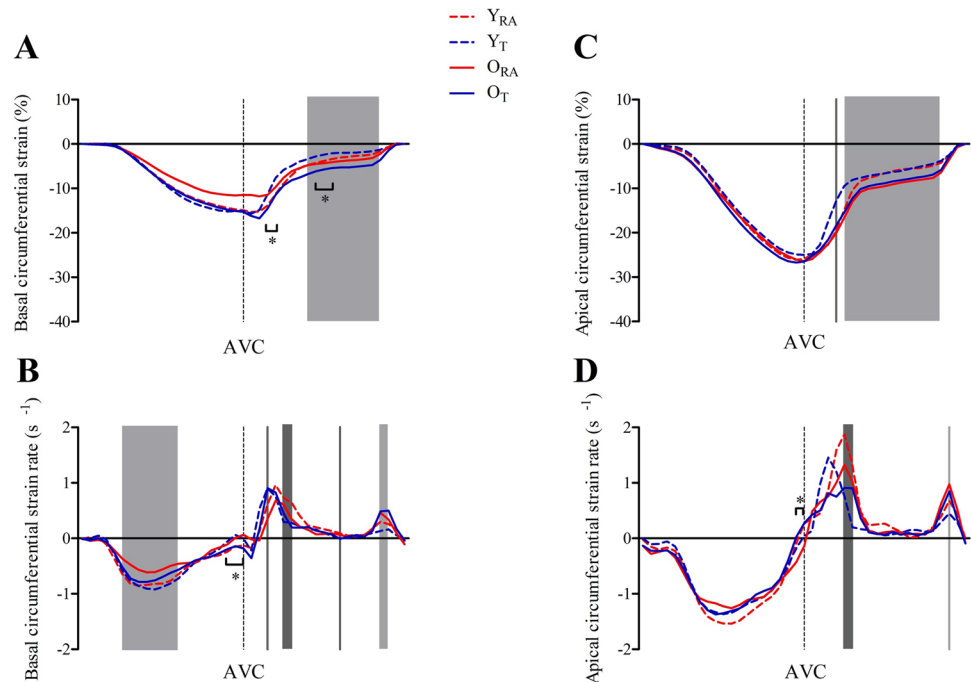 Y_RA
Y_T
O_RA
O_T
A
Basal circumferential strain (%)
10
0
-10
-20
-30
-40
*
*
AVC
C
Apical circumferential strain (%)
10
0
-10
-20
-30
-40
AVC
B
Basal circumferential strain rate (s -1)
2
1
0
-1
-2
*
AVC
D
Apical circumferential strain rate (s -1)
2
1
0
-1
-2
*
AVC